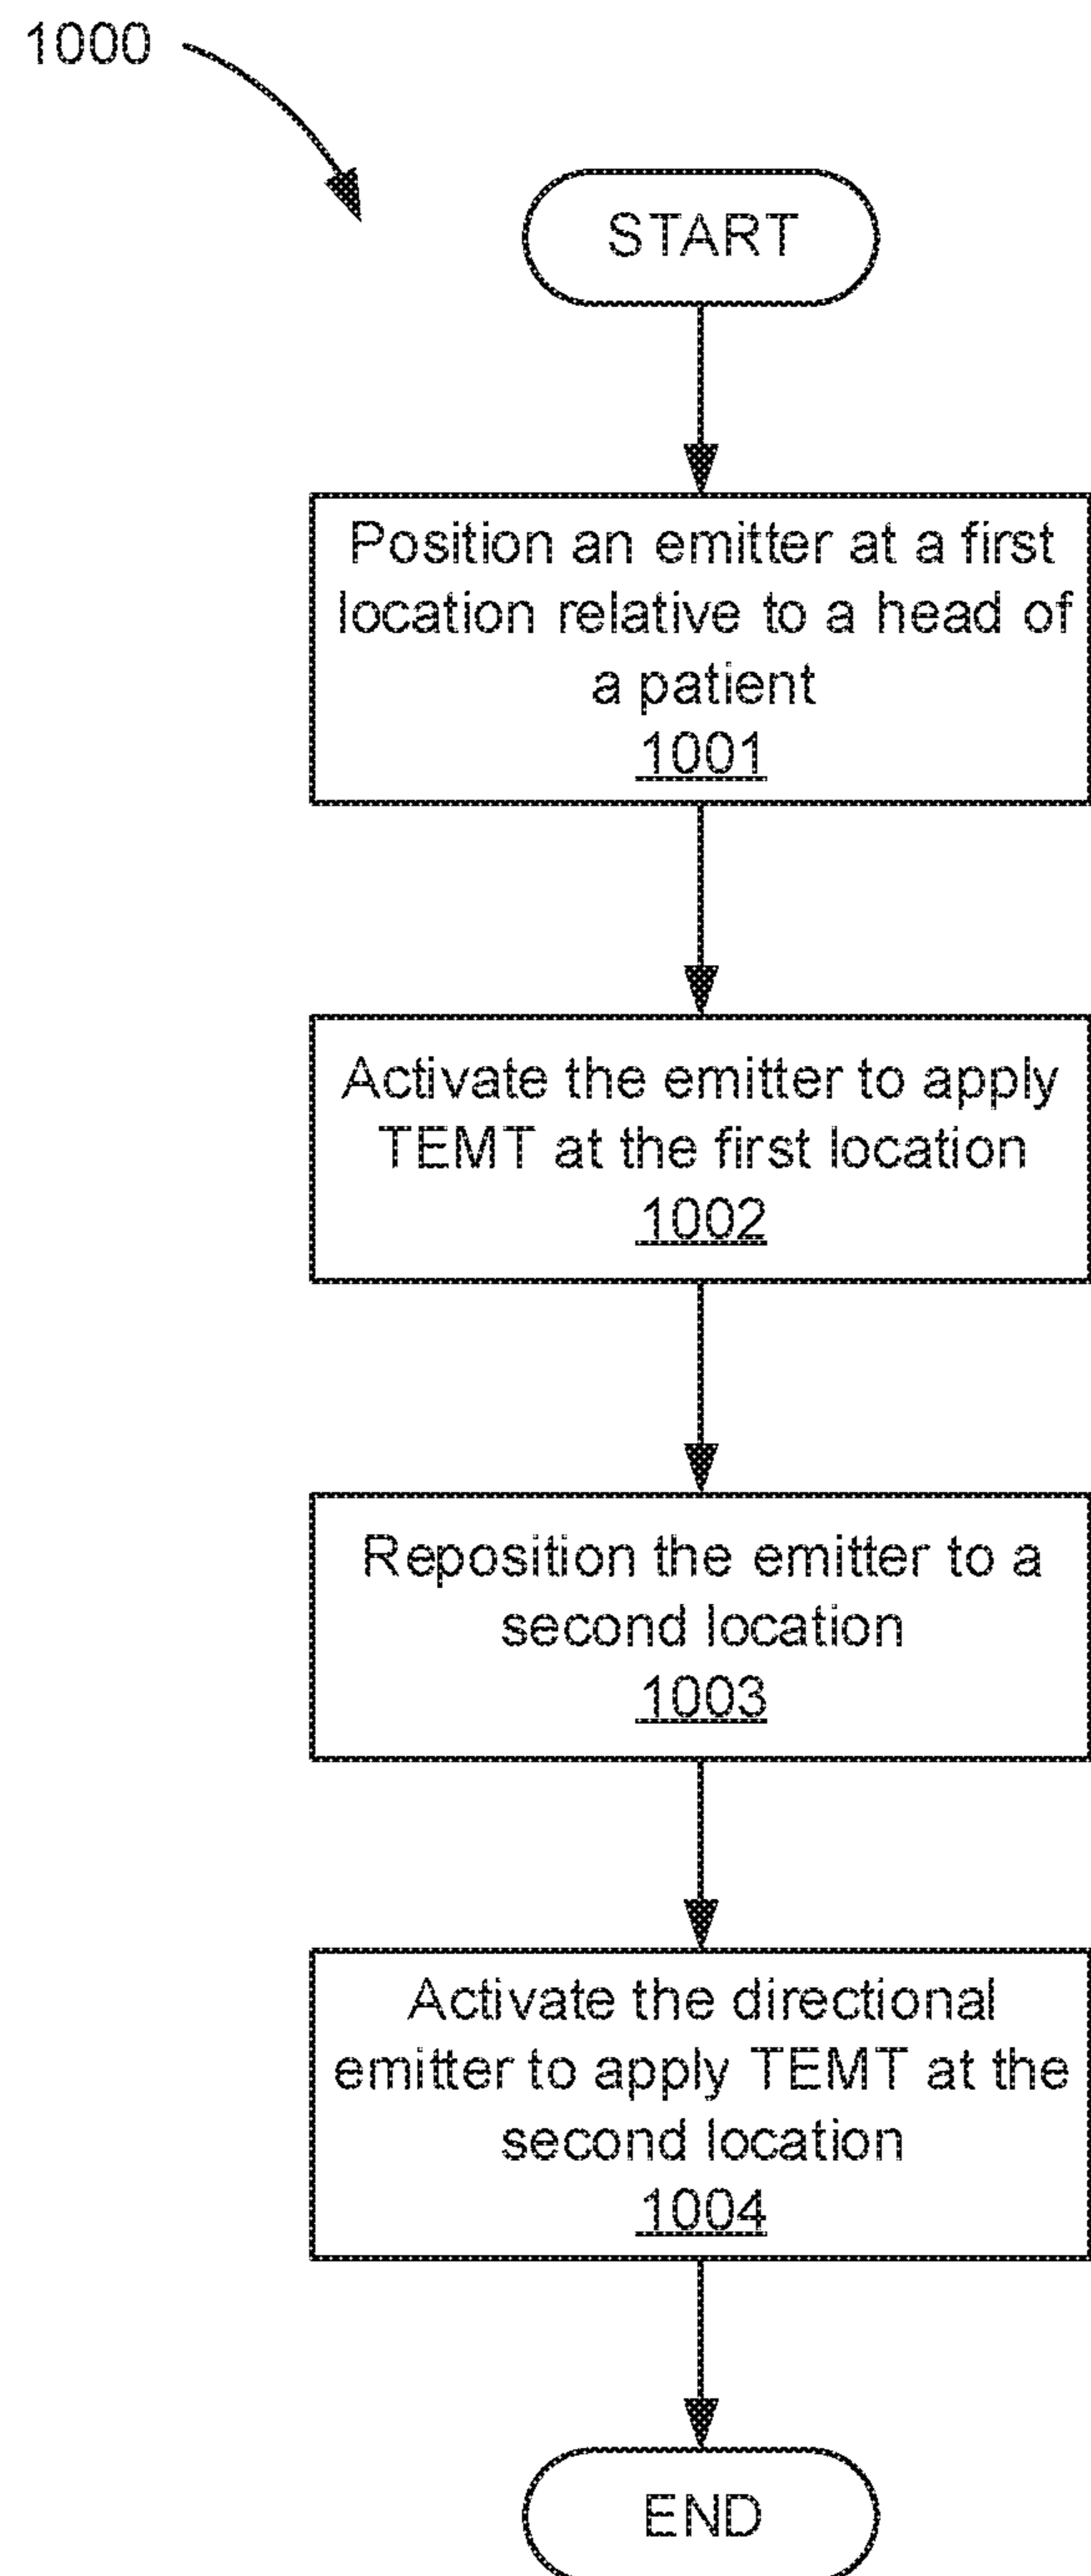 1000
START
Position an emitter at a first
location relative to a head of
a patient
1001
Activate the emitter to apply
TEMT at the first location
1002
Reposition the emitter to a
second location
1003
Activate the directional
emitter to apply TEMT at the
second location
1004
END